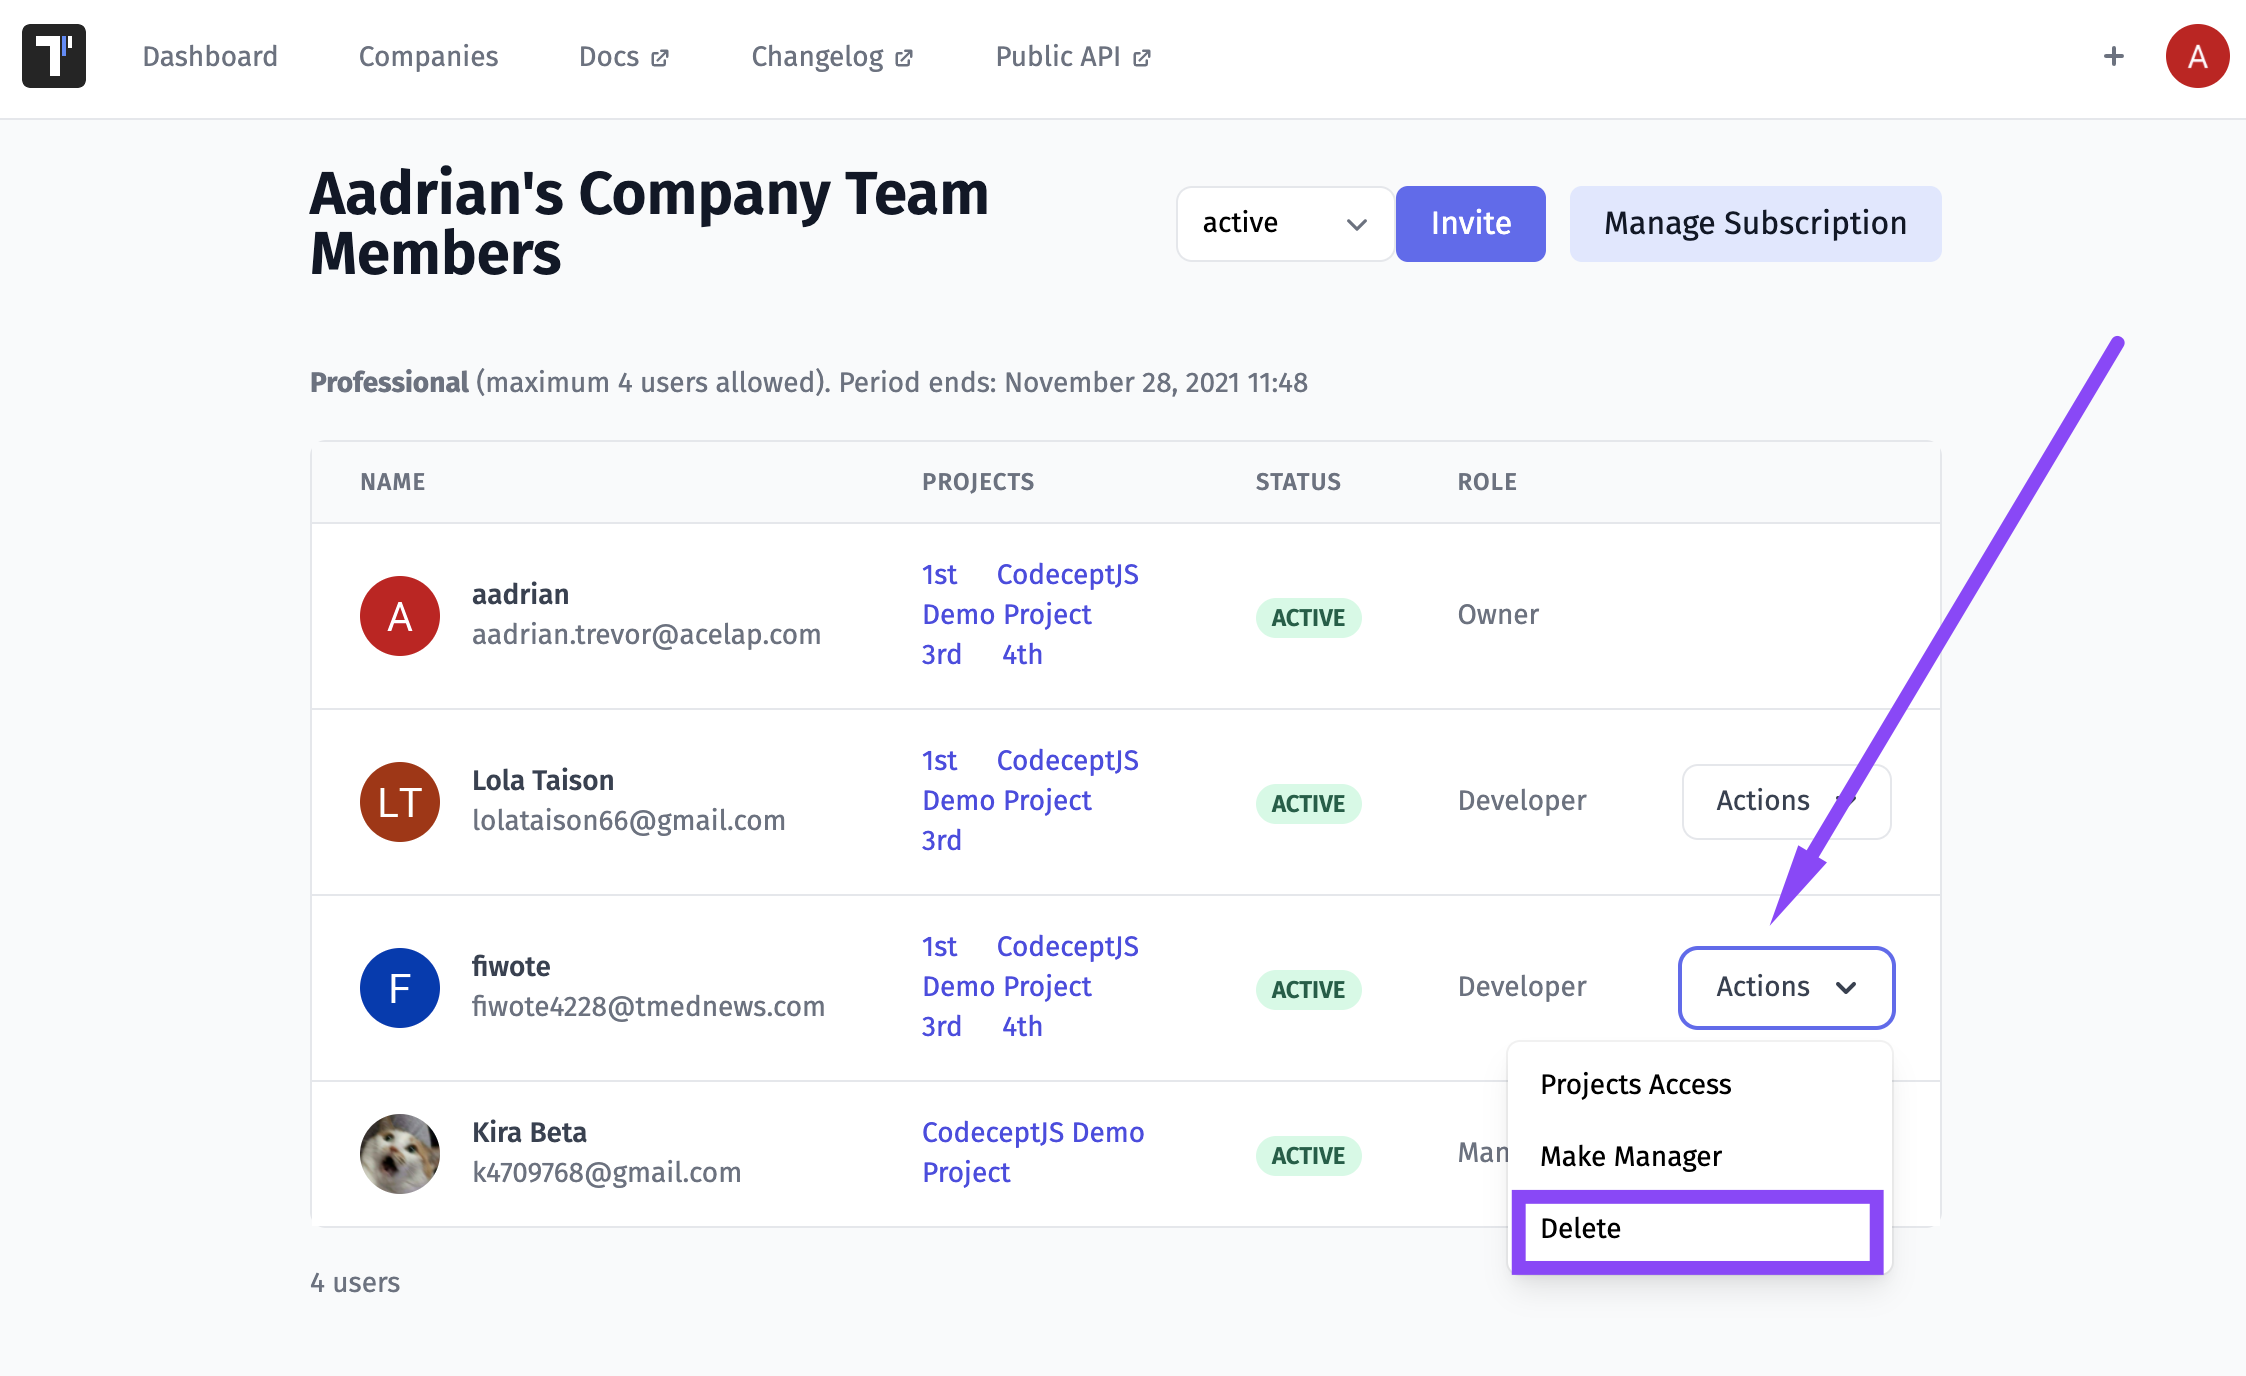 T Dashboard Companies Docs Changelog Public API + A
Aadrian's Company Team
Members
active Invite Manage Subscription
Professional (maximum 4 users allowed). Period ends: November 28, 2021 11:48
NAME PROJECTS STATUS ROLE
A aadrian
aadrian.trevor@acelap.com
1st CodeceptJS
Demo Project
3rd 4th
ACTIVE
Owner
LT Lola Taison
lolataison66@gmail.com
1st CodeceptJS
Demo Project
3rd
ACTIVE
Developer
Actions
F fiwote
fiwote4228@tmednews.com
1st CodeceptJS
Demo Project
3rd 4th
ACTIVE
Developer
Actions
Kira Beta
k4709768@gmail.com
CodeceptJS Demo
Project
ACTIVE
Man
Projects Access
Make Manager
Delete
4 users